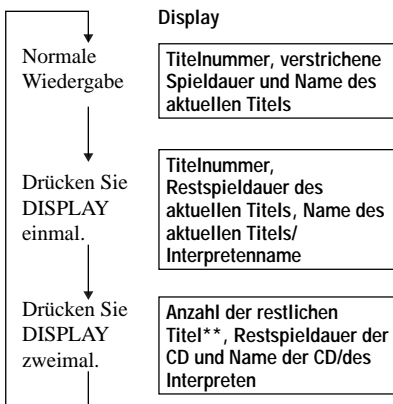 Display
Normale
Wiedergabe
Titelnummer, verstrichene
Spieldauer und Name des
aktuellen Titels
Drücken Sie
DISPLAY
einmal.
Titelnummer,
Restspieldauer des
aktuellen Titels, Name des
aktuellen Titels/
Interpretenname
Drücken Sie
DISPLAY
zweimal.
Anzahl der restlichen
Titel**, Restspieldauer der
CD und Name der CD/des
Interpreten